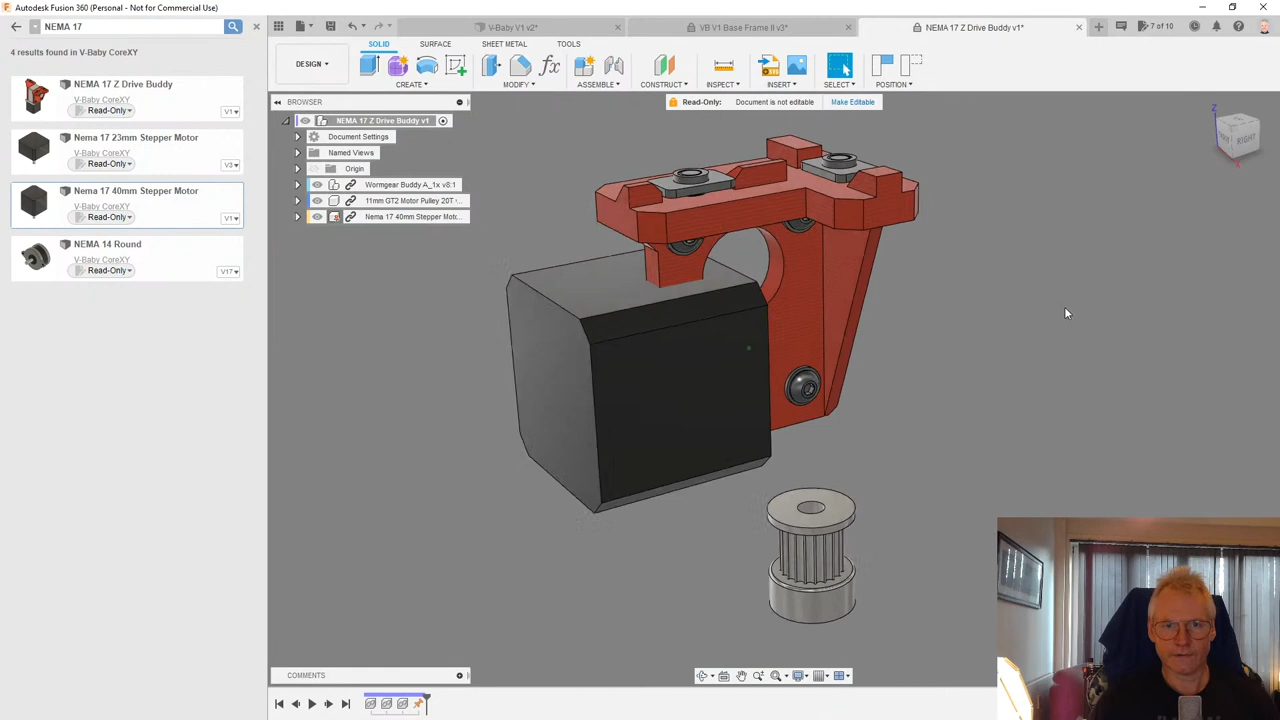 Autodesk Fusion 360 (Personal - Not for Commercial Use)
NEMA 17
V-Baby V1 v2*
VB V1 Base Frame II v3*
NEMA 17 Z Drive Buddy v1*
7 of 10
4 results found in V-Baby CoreXY
SOLID
SURFACE
SHEET METAL
TOOLS
DESIGN
CREATE
MODIFY
ASSEMBLE
CONSTRUCT
INSPECT
INSERT
SELECT
POSITION
NEMA 17 Z Drive Buddy
V-Baby CoreXY
Read-Only
V1
Nema 17 23mm Stepper Motor
V-Baby CoreXY
Read-Only
V3
Nema 17 40mm Stepper Motor
V-Baby CoreXY
Read-Only
V1
NEMA 14 Round
V-Baby CoreXY
Read-Only
V17
BROWSER
Read-Only: Document is not editable Make Editable
NEMA 17 Z Drive Buddy v1
Document Settings
Named Views
Origin
Wormgear Buddy A_1x v8:1
11mm GT2 Motor Pulley 20T -...
Nema 17 40mm Stepper Moto...
Z
RIGHT
COMMENTS